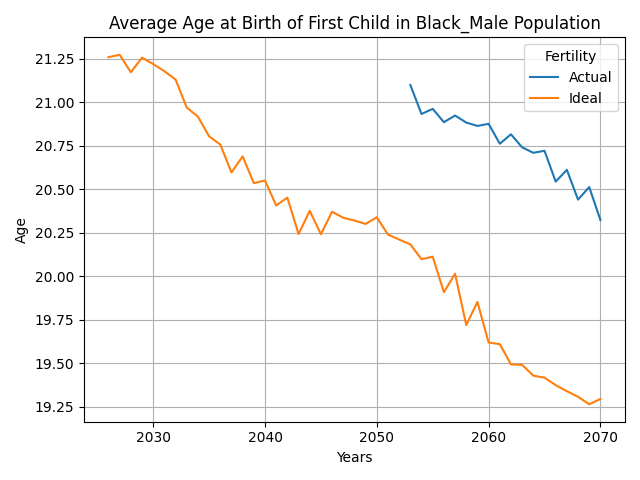 Average Age at Birth of First Child in Black_Male Population
Fertility
Actual
Ideal
Age
21.25
21.00
20.75
20.50
20.25
20.00
19.75
19.50
19.25
2030 2040 2050 2060 2070
Years